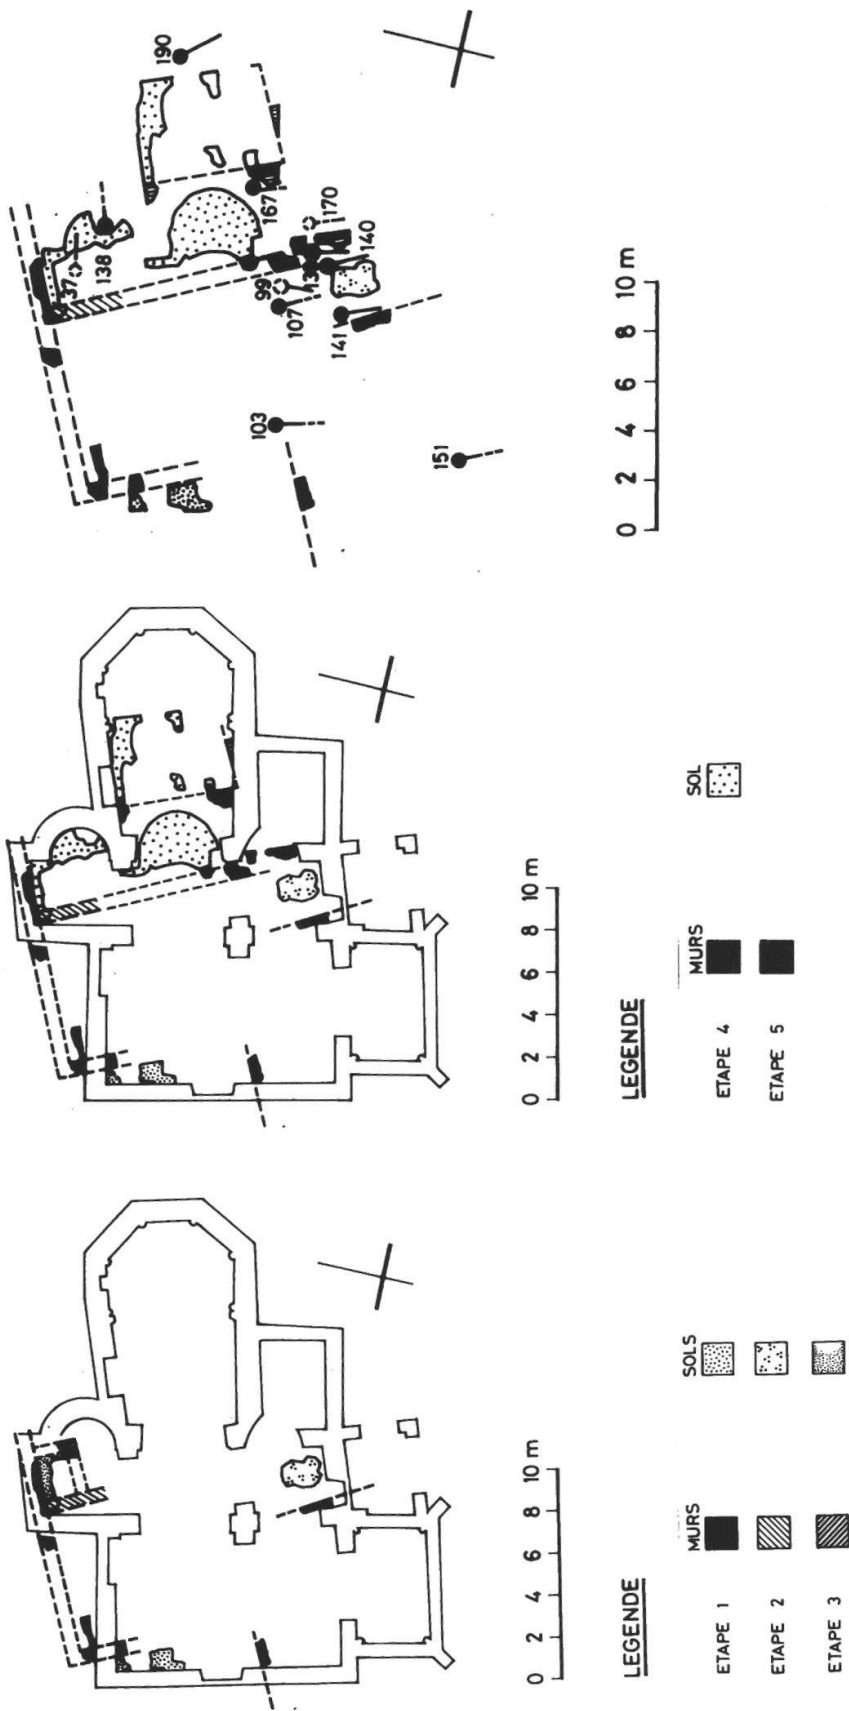 LEGENDE
MURS
SOLS
ETAPE 1
ETAPE 2
ETAPE 3
0 2 4 6 8 10 m
LEGENDE
MURS
SOL
ETAPE 4
ETAPE 5
0 2 4 6 8 10 m
190
37
138
167
170
99
140
107
141
103
151
0 2 4 6 8 10 m